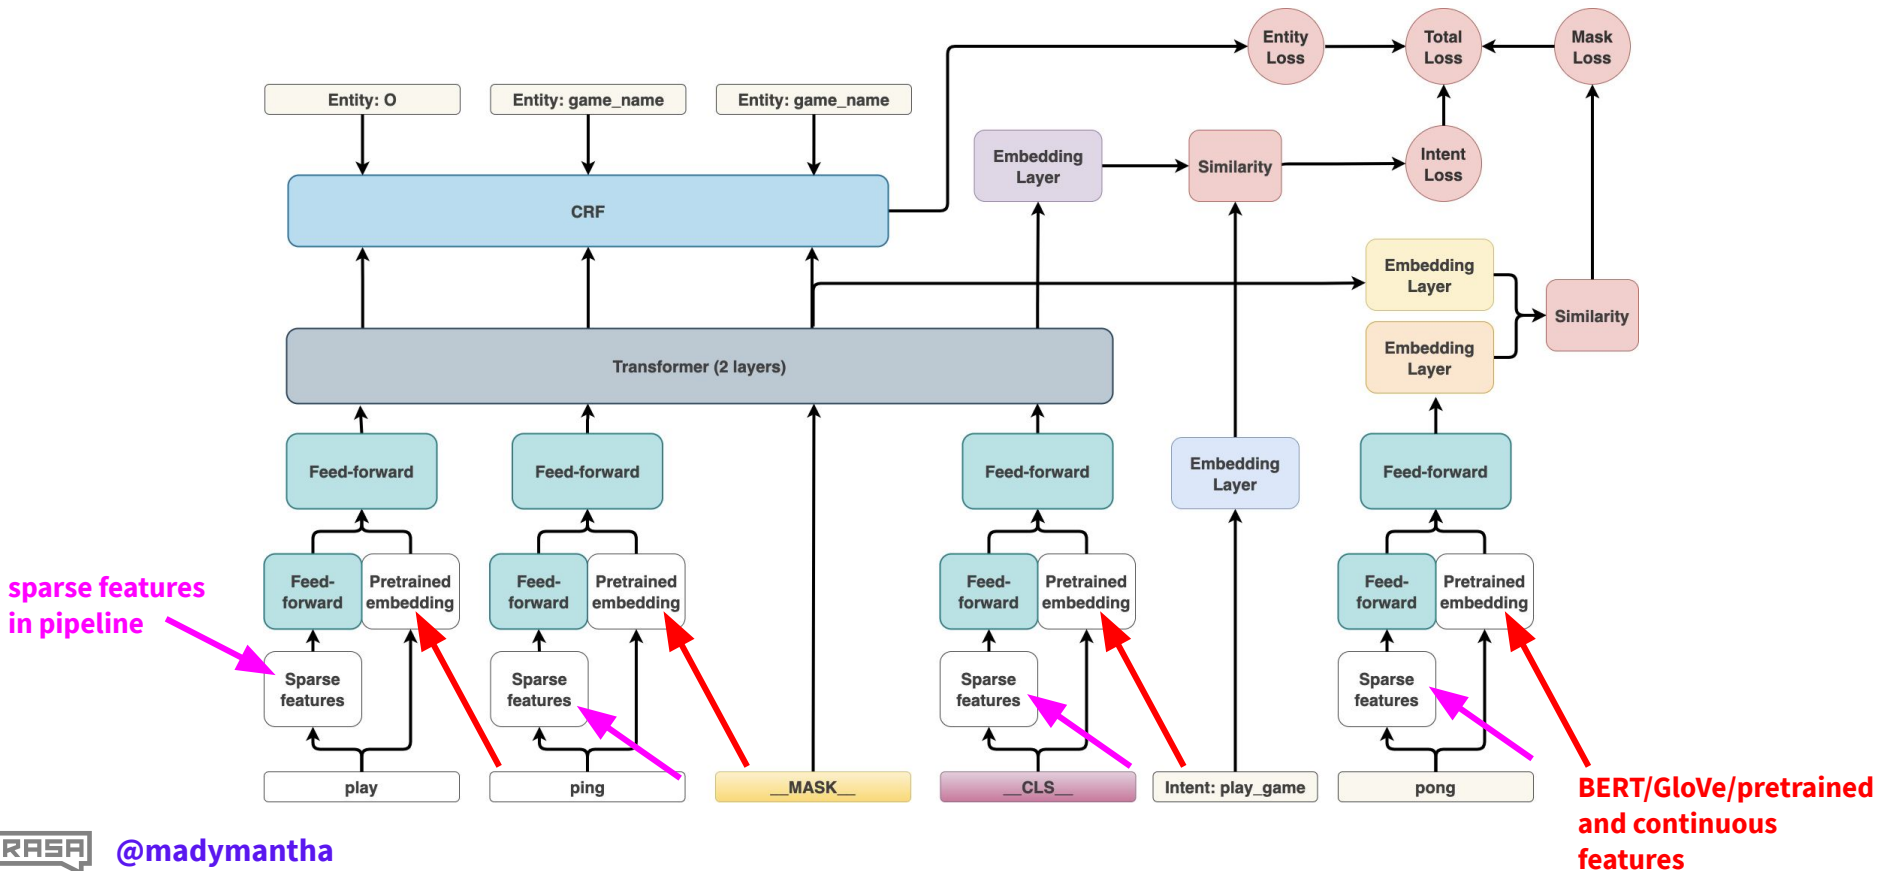 Entity
Loss
Total
Loss
Mask
Loss
Entity: O
Entity: game_name
Entity: game_name
Embedding
Layer
Similarity
Intent
Loss
CRF
Embedding
Layer
Similarity
Embedding
Layer
Transformer (2 layers)
Feed-forward
Feed-forward
Feed-forward
Embedding
Layer
Feed-forward
sparse features
in pipeline
Feed-
forward
Pretrained
embedding
Feed-
forward
Pretrained
embedding
Feed-
forward
Pretrained
embedding
Feed-
forward
Pretrained
embedding
Sparse
features
Sparse
features
Sparse
features
Sparse
features
play
ping
__MASK__
__CLS__
Intent: play_game
pong
BERT/GloVe/pretrained
and continuous
features
RASA
@madymantha